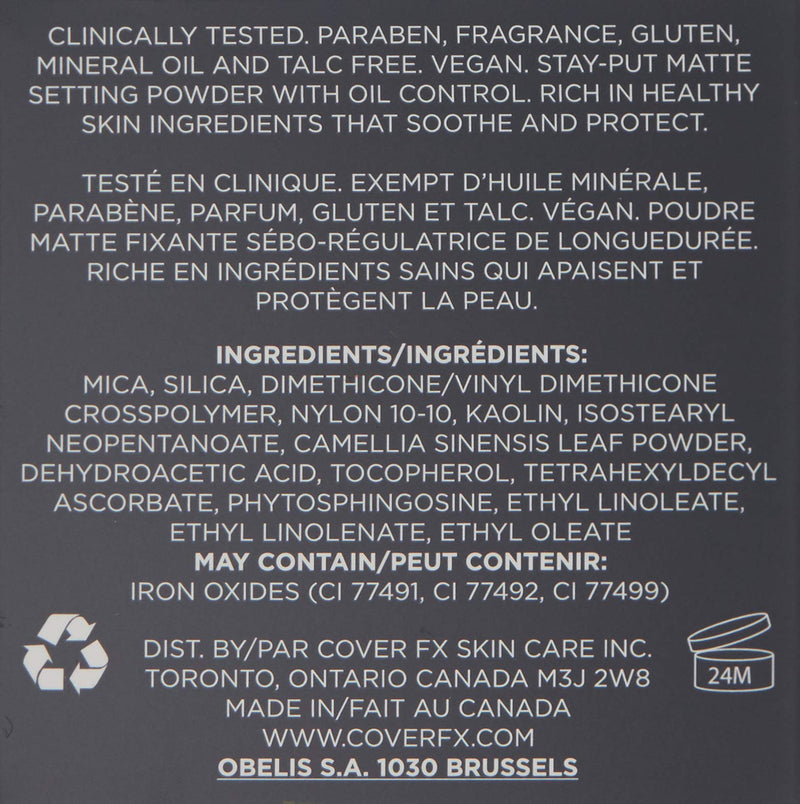 CLINICALLY TESTED. PARABEN, FRAGRANCE, GLUTEN,
MINERAL OIL AND TALC FREE. VEGAN. STAY-PUT MATTE
SETTING POWDER WITH OIL CONTROL. RICH IN HEALTHY
SKIN INGREDIENTS THAT SOOTHE AND PROTECT.
TESTÉ EN CLINIQUE. EXEMPT D'HUILE MINÉRALE,
PARABÈNE, PARFUM, GLUTEN ET TALC. VÉGAN. POUDRE
MATTE FIXANTE SÉBO-RÉGULATRICE DE LONGUEDURÉE.
RICHE EN INGRÉDIENTS SAINS QUI APAISENT ET
PROTÈGENT LA PEAU.
INGREDIENTS/INGRÉDIENTS:
MICA, SILICA, DIMETHICONE/VINYL DIMETHICONE
CROSSPOLYMER, NYLON 10-10, KAOLIN, ISOSTEARYL
NEOPENTANOATE, CAMELLIA SINENSIS LEAF POWDER,
DEHYDROACETIC ACID, TOCOPHEROL, TETRAHEXYLDECYL
ASCORBATE, PHYTOSPHINGOSINE, ETHYL LINOLEATE,
ETHYL LINOLENATE, ETHYL OLEATE
MAY CONTAIN/PEUT CONTENIR:
IRON OXIDES (CI 77491, CI 77492, CI 77499)
DIST. BY/PAR COVER FX SKIN CARE INC.
TORONTO, ONTARIO CANADA M3J 2W8
24M
MADE IN/FAIT AU CANADA
WWW.COVERFX.COM
OBELIS S.A. 1030 BRUSSELS